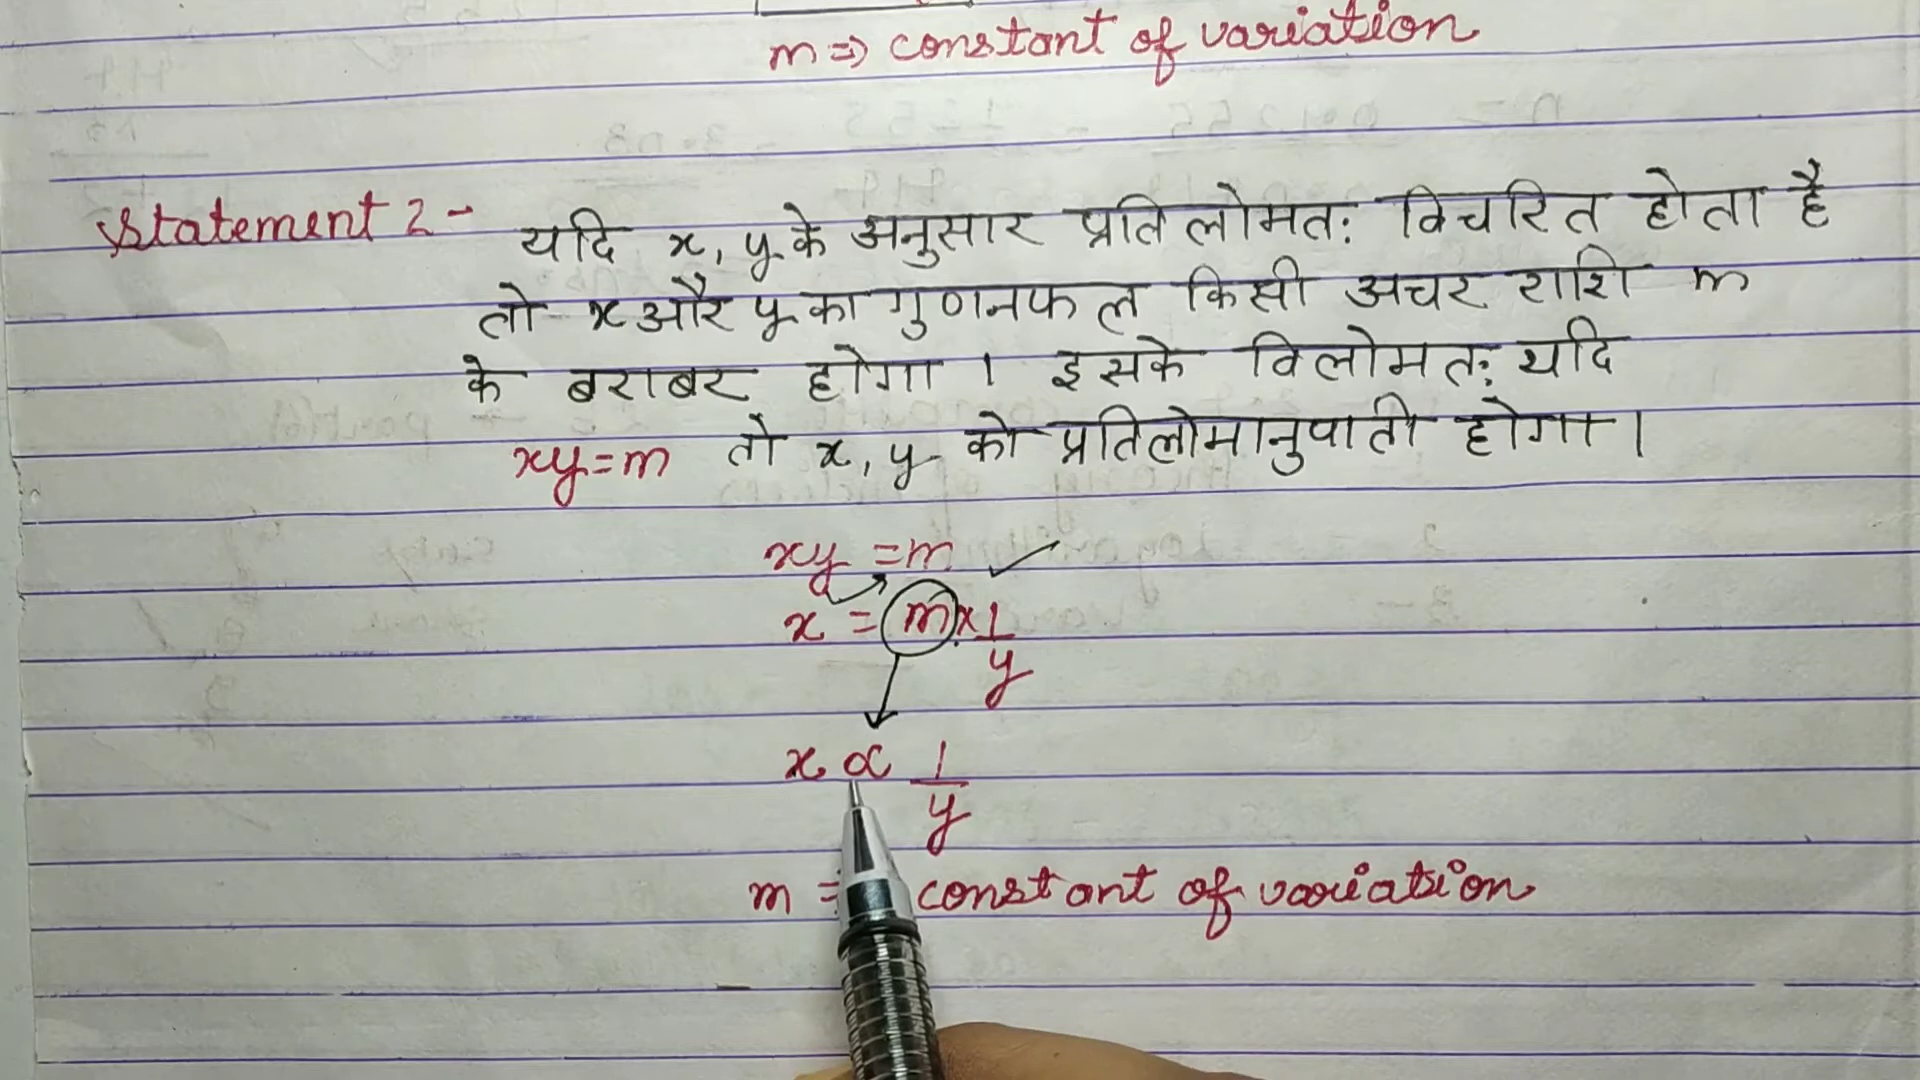 m ⇒ constant of variation
Statement 2 - यदि x, y के अनुसार प्रतिलोमतः विचरित होता है
तो x और y का गुणनफल किसी अचर राशि m
के बराबर होगा । इसके विलोमतः यदि
xy=m तो x, y को प्रतिलोमानुपाती होगा ।
xy = m ✓
x = m × 1/y
x ∝ 1/y
m = constant of variation